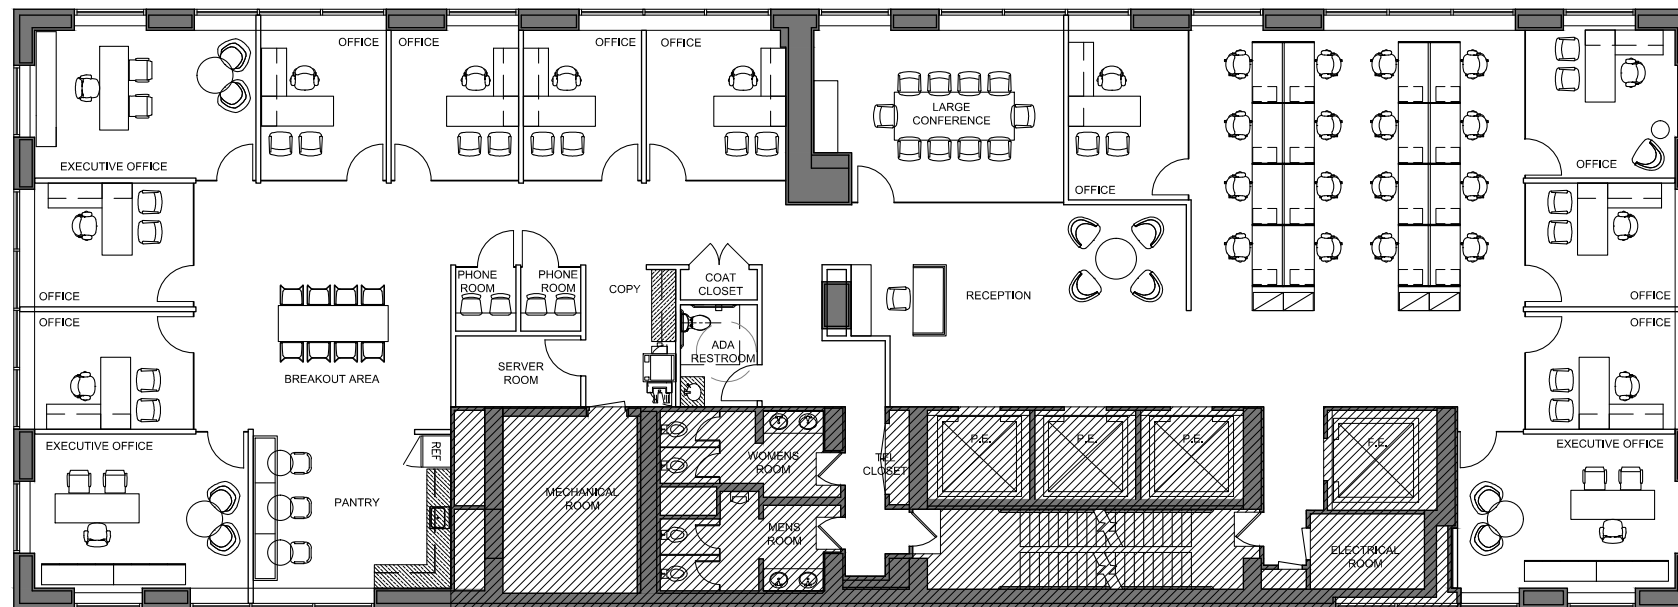 OFFICE
OFFICE
OFFICE
OFFICE
LARGE
CONFERENCE
EXECUTIVE OFFICE
OFFICE
OFFICE
PHONE
ROOM
PHONE
ROOM
COPY
COAT
CLOSET
RECEPTION
OFFICE
OFFICE
OFFICE
OFFICE
ADA
RESTROOM
SERVER
ROOM
BREAKOUT AREA
EXECUTIVE OFFICE
REF
P.E.
P.E.
P.E.
F.E.
EXECUTIVE OFFICE
WOMENS
ROOM
TEL
CLOSET
PANTRY
MECHANICAL
ROOM
MENS
ROOM
ELECTRICAL
ROOM